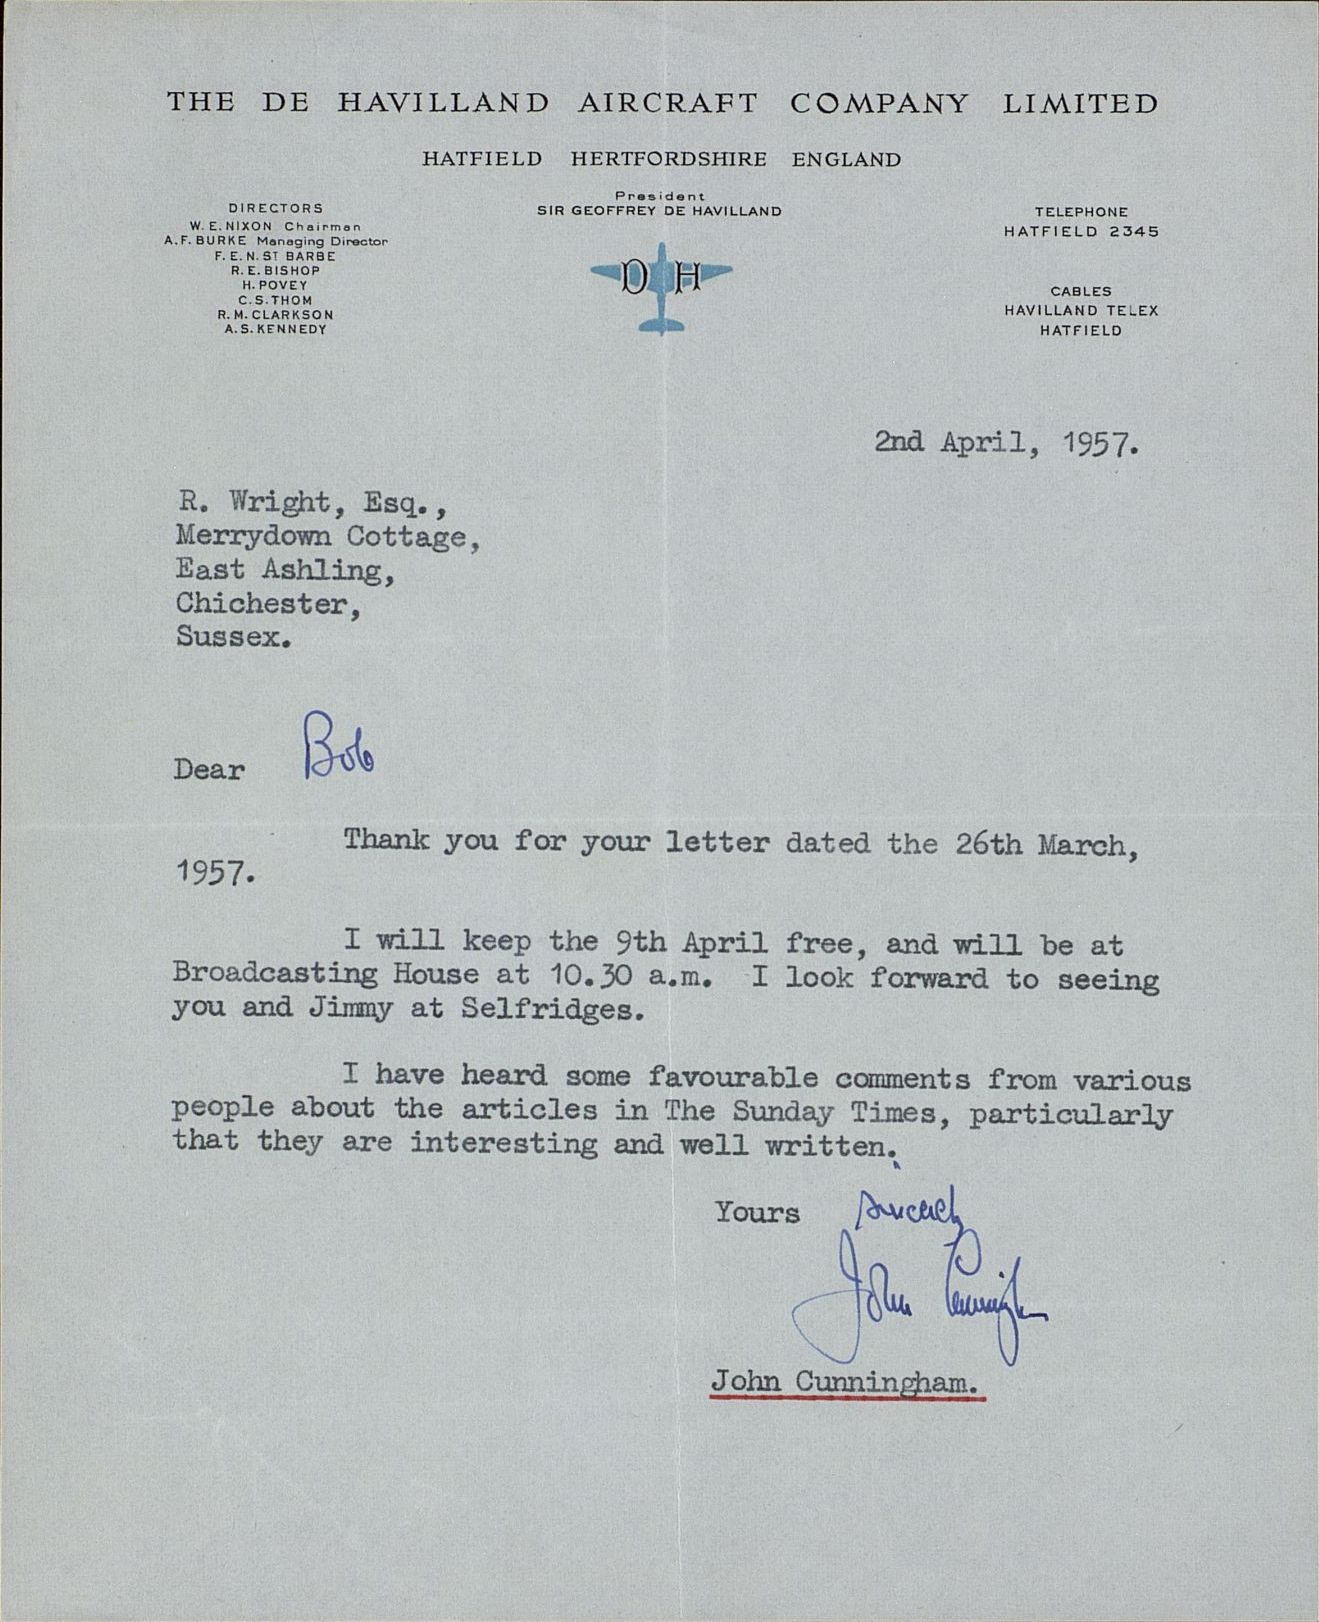 THE DE HAVILLAND AIRCRAFT COMPANY LIMITED
HATFIELD HERTFORDSHIRE ENGLAND
DIRECTORS
W. E. NIXON Chairman
A. F. BURKE Managing Director
F. E. N. ST BARBE
R. E. BISHOP
H. POVEY
C. S. THOM
R. M. CLARKSON
A. S. KENNEDY
President
SIR GEOFFREY DE HAVILLAND
D H
TELEPHONE
HATFIELD 2345
CABLES
HAVILLAND TELEX
HATFIELD
2nd April, 1957.
R. Wright, Esq.,
Merrydown Cottage,
East Ashling,
Chichester,
Sussex.
Dear Bob
Thank you for your letter dated the 26th March,
1957.
I will keep the 9th April free, and will be at
Broadcasting House at 10.30 a.m. I look forward to seeing
you and Jimmy at Selfridges.
I have heard some favourable comments from various
people about the articles in The Sunday Times, particularly
that they are interesting and well written.
Yours sincerely
John Cunningham
John Cunningham.